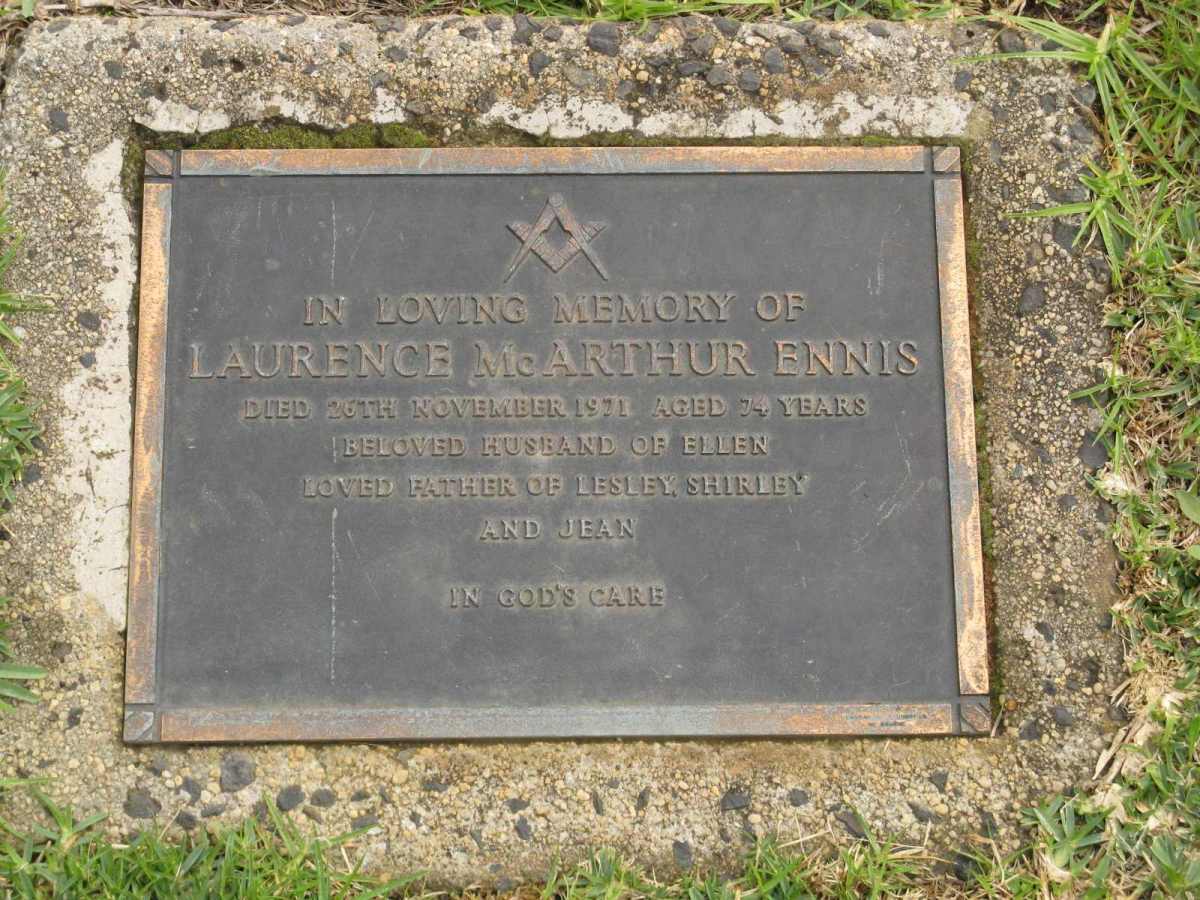 IN LOVING MEMORY OF
LAURENCE McARTHUR ENNIS
DIED 26TH NOVEMBER 1971 AGED 74 YEARS
BELOVED HUSBAND OF ELLEN
LOVED FATHER OF LESLEY, SHIRLEY
AND JEAN
IN GOD'S CARE